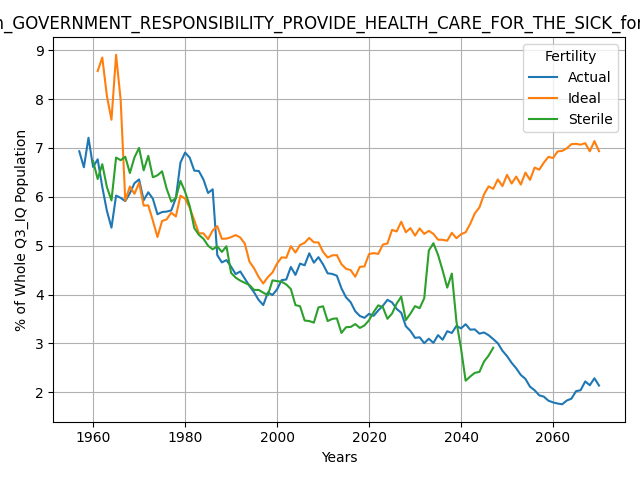 n_GOVERNMENT_RESPONSIBILITY_PROVIDE_HEALTH_CARE_FOR_THE_SICK_for
Fertility
Actual
Ideal
Sterile
% of Whole Q3_IQ Population
9
8
7
6
5
4
3
2
1960
1980
2000
2020
2040
2060
Years